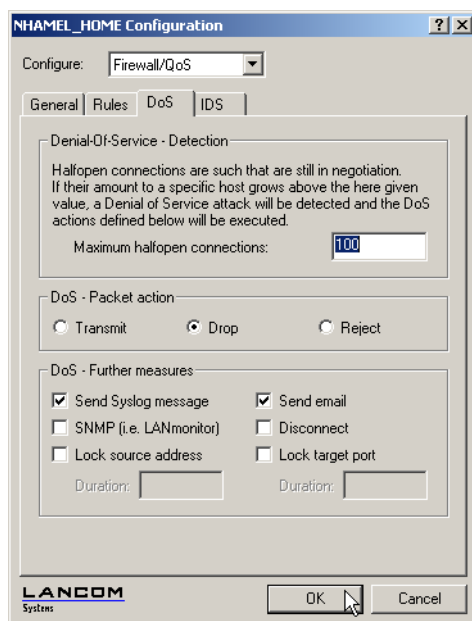 NHAMEL_HOME Configuration
Configure: Firewall/QoS
General Rules DoS IDS
Denial-Of-Service - Detection
Halfopen connections are such that are still in negotiation.
If their amount to a specific host grows above the here given
value, a Denial of Service attack will be detected and the DoS
actions defined below will be executed.
Maximum halfopen connections: 100
DoS - Packet action
Transmit Drop Reject
DoS - Further measures
Send Syslog message Send email
SNMP (i.e. LANmonitor) Disconnect
Lock source address Lock target port
Duration: Duration:
LANCOM
Systems
OK Cancel